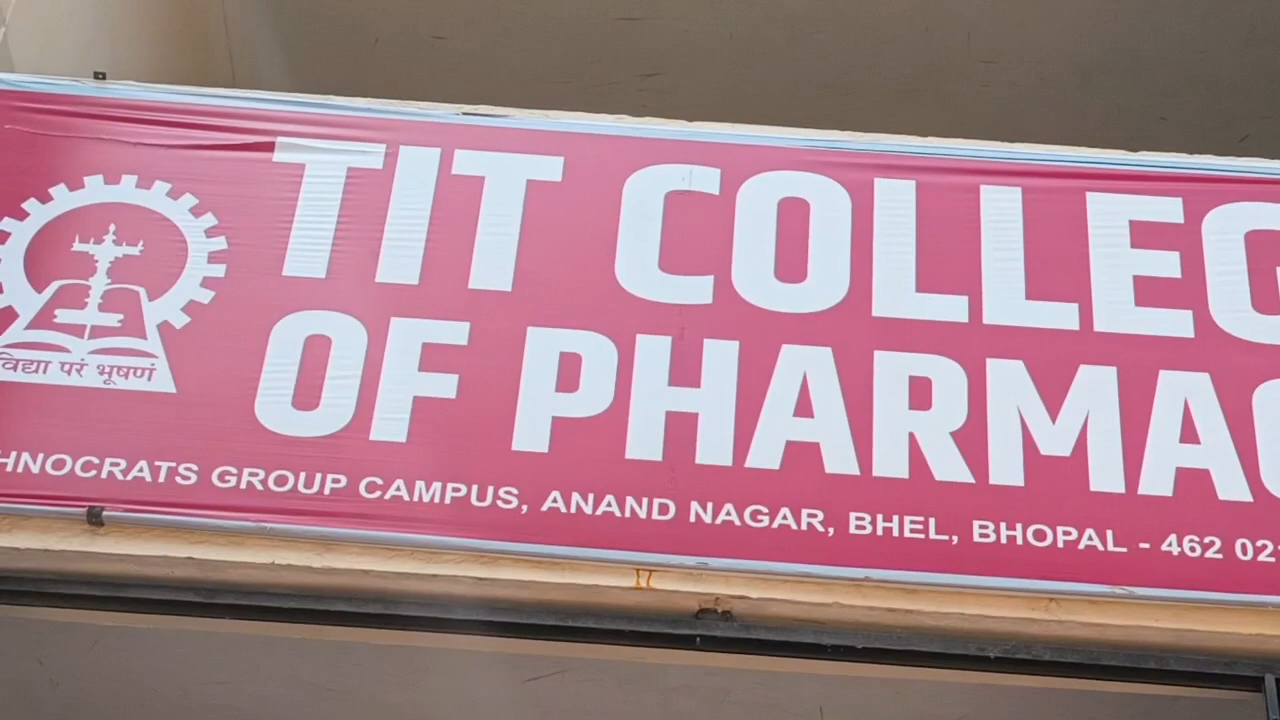 TIT COLLEG
OF PHARMAC
HNOCRATS GROUP CAMPUS, ANAND NAGAR, BHEL, BHOPAL - 462 02
विद्या परं भूषणं